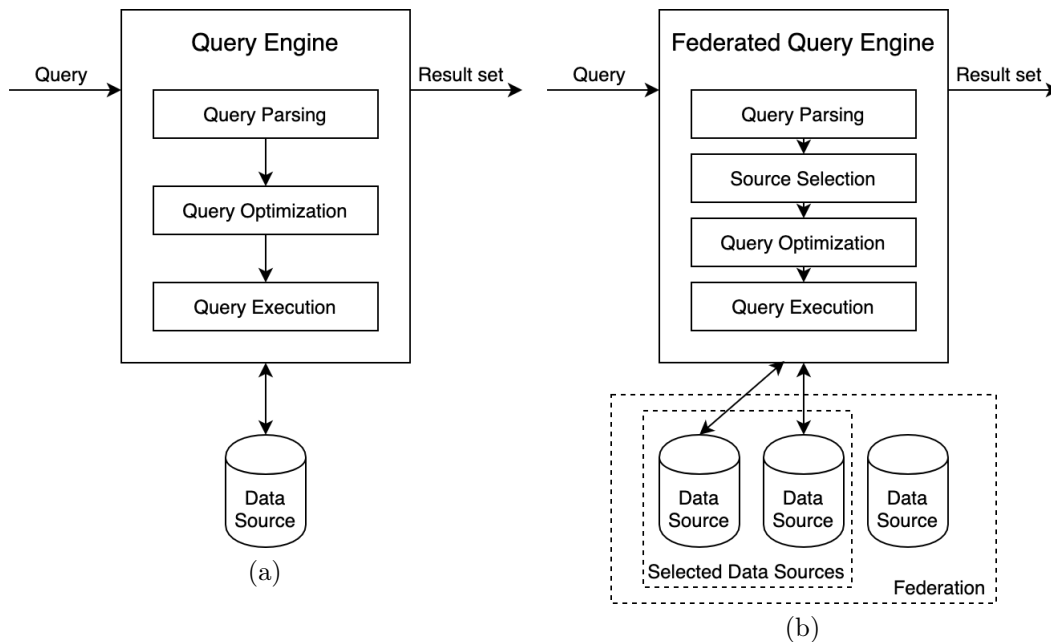 Query Engine
Query
Result set
Query Parsing
Query Optimization
Query Execution
Data
Source
(a)
Federated Query Engine
Query
Result set
Query Parsing
Source Selection
Query Optimization
Query Execution
Data
Source
Data
Source
Data
Source
Selected Data Sources
Federation
(b)